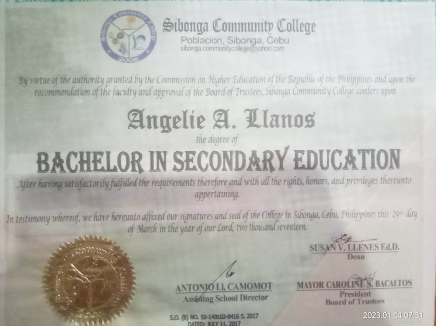 Sibonga Community College
Poblacion, Sibonga, Cebu
sibonga.communitycollege@yahoo.com
By virtue of the authority granted by the Commission on Higher Education of the Republic of the Philippines and upon the
recommendation of the faculty and approval of the Board of Trustees, Sibonga Community College confers upon
Angelie A. Llanos
the degree of
BACHELOR IN SECONDARY EDUCATION
After having satisfactorily fulfilled the requirements therefore and with all the rights, honors, and privileges thereunto
appertaining.
In testimony whereof, we have hereunto affixed our signatures and seal of the College in Sibonga, Cebu, Philippines this 29th day
of March in the year of our Lord, two thousand seventeen.
SUSAN V. LLENES Ed.D.
Dean
ANTONIO LL CAMOMOT
School Director
MAYOR CAROLINE S. BACALTOS
President
Board of Trustees
S.O. (B) NO.
DATED: JULY 11, 2017
2023.01.04 07:31